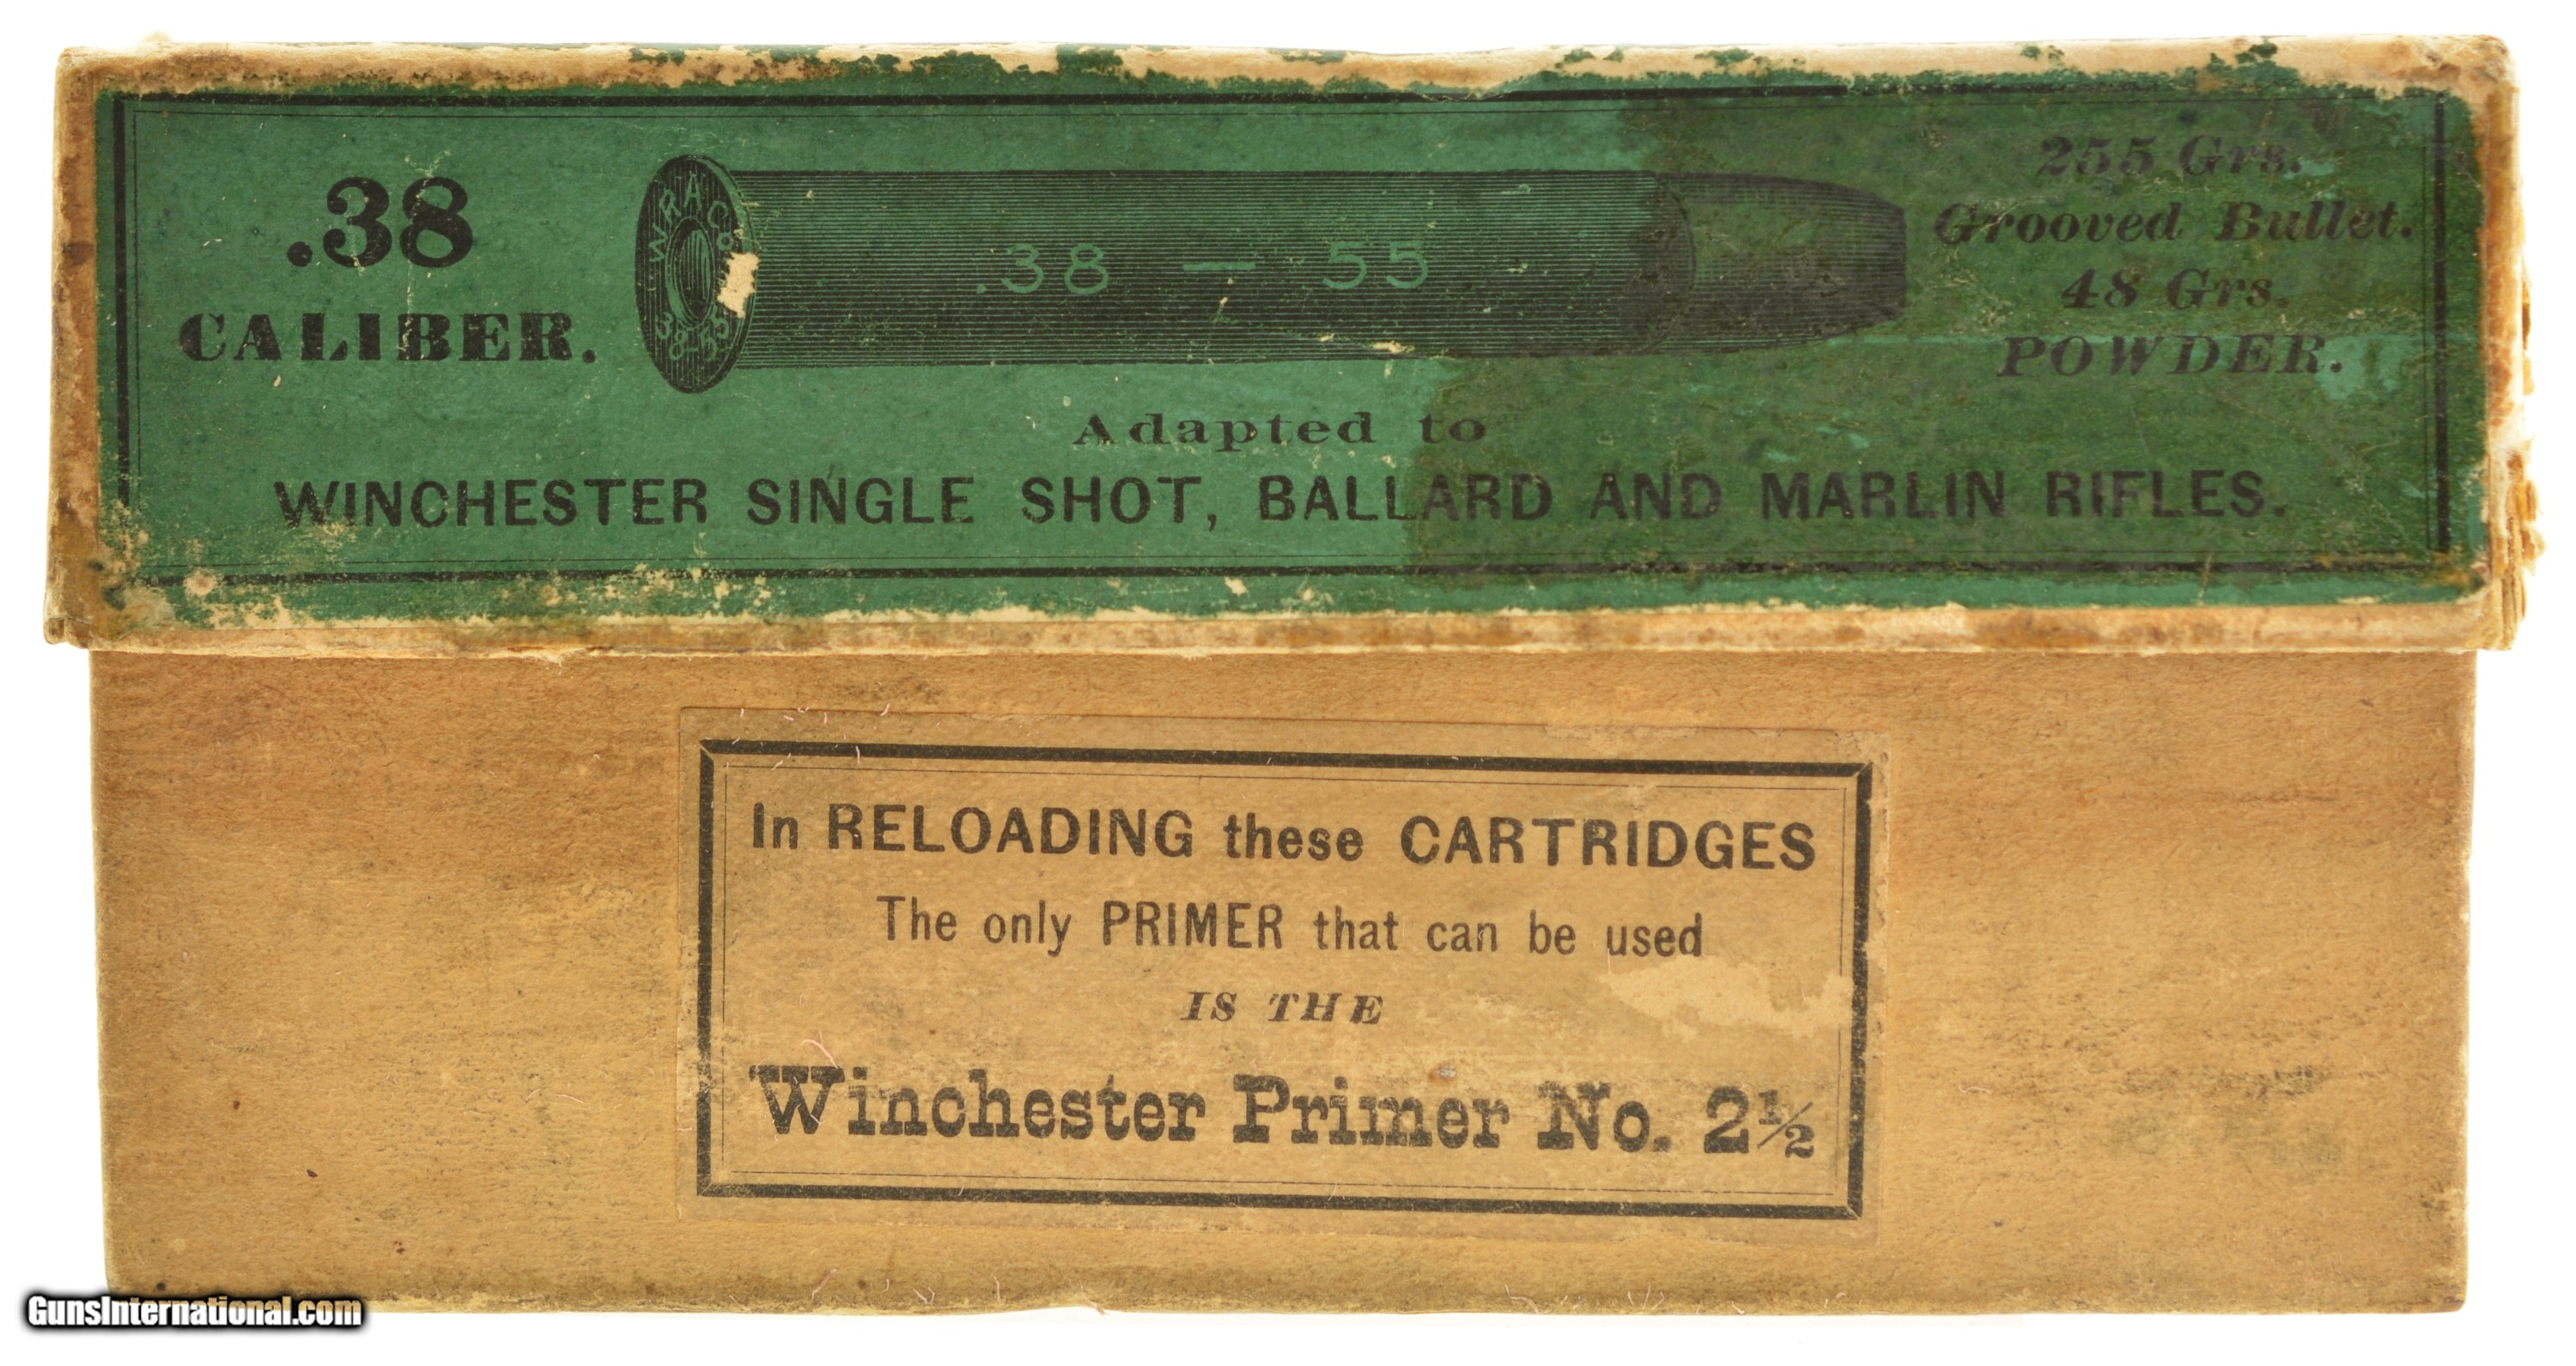 .38
CALIBER.
W.R.A.Co.
38-55
.38 — 55
255 Grs.
Grooved Bullet.
48 Grs.
POWDER.
Adapted to
WINCHESTER SINGLE SHOT, BALLARD AND MARLIN RIFLES.
In RELOADING these CARTRIDGES
The only PRIMER that can be used
IS THE
Winchester Primer No. 2½
GunsInternational.com